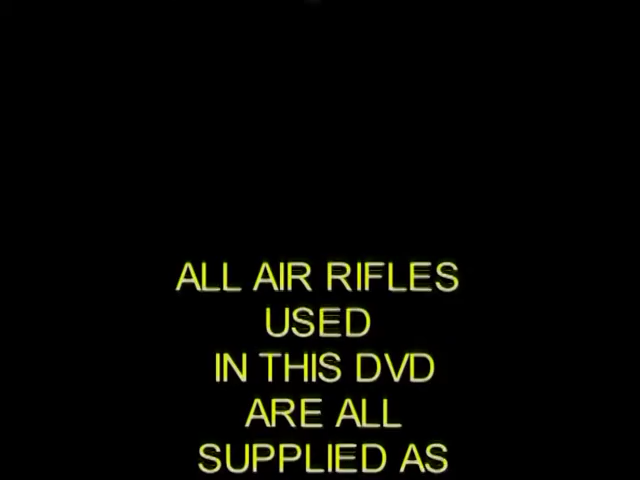 ALL AIR RIFLES
USED
IN THIS DVD
ARE ALL
SUPPLIED AS